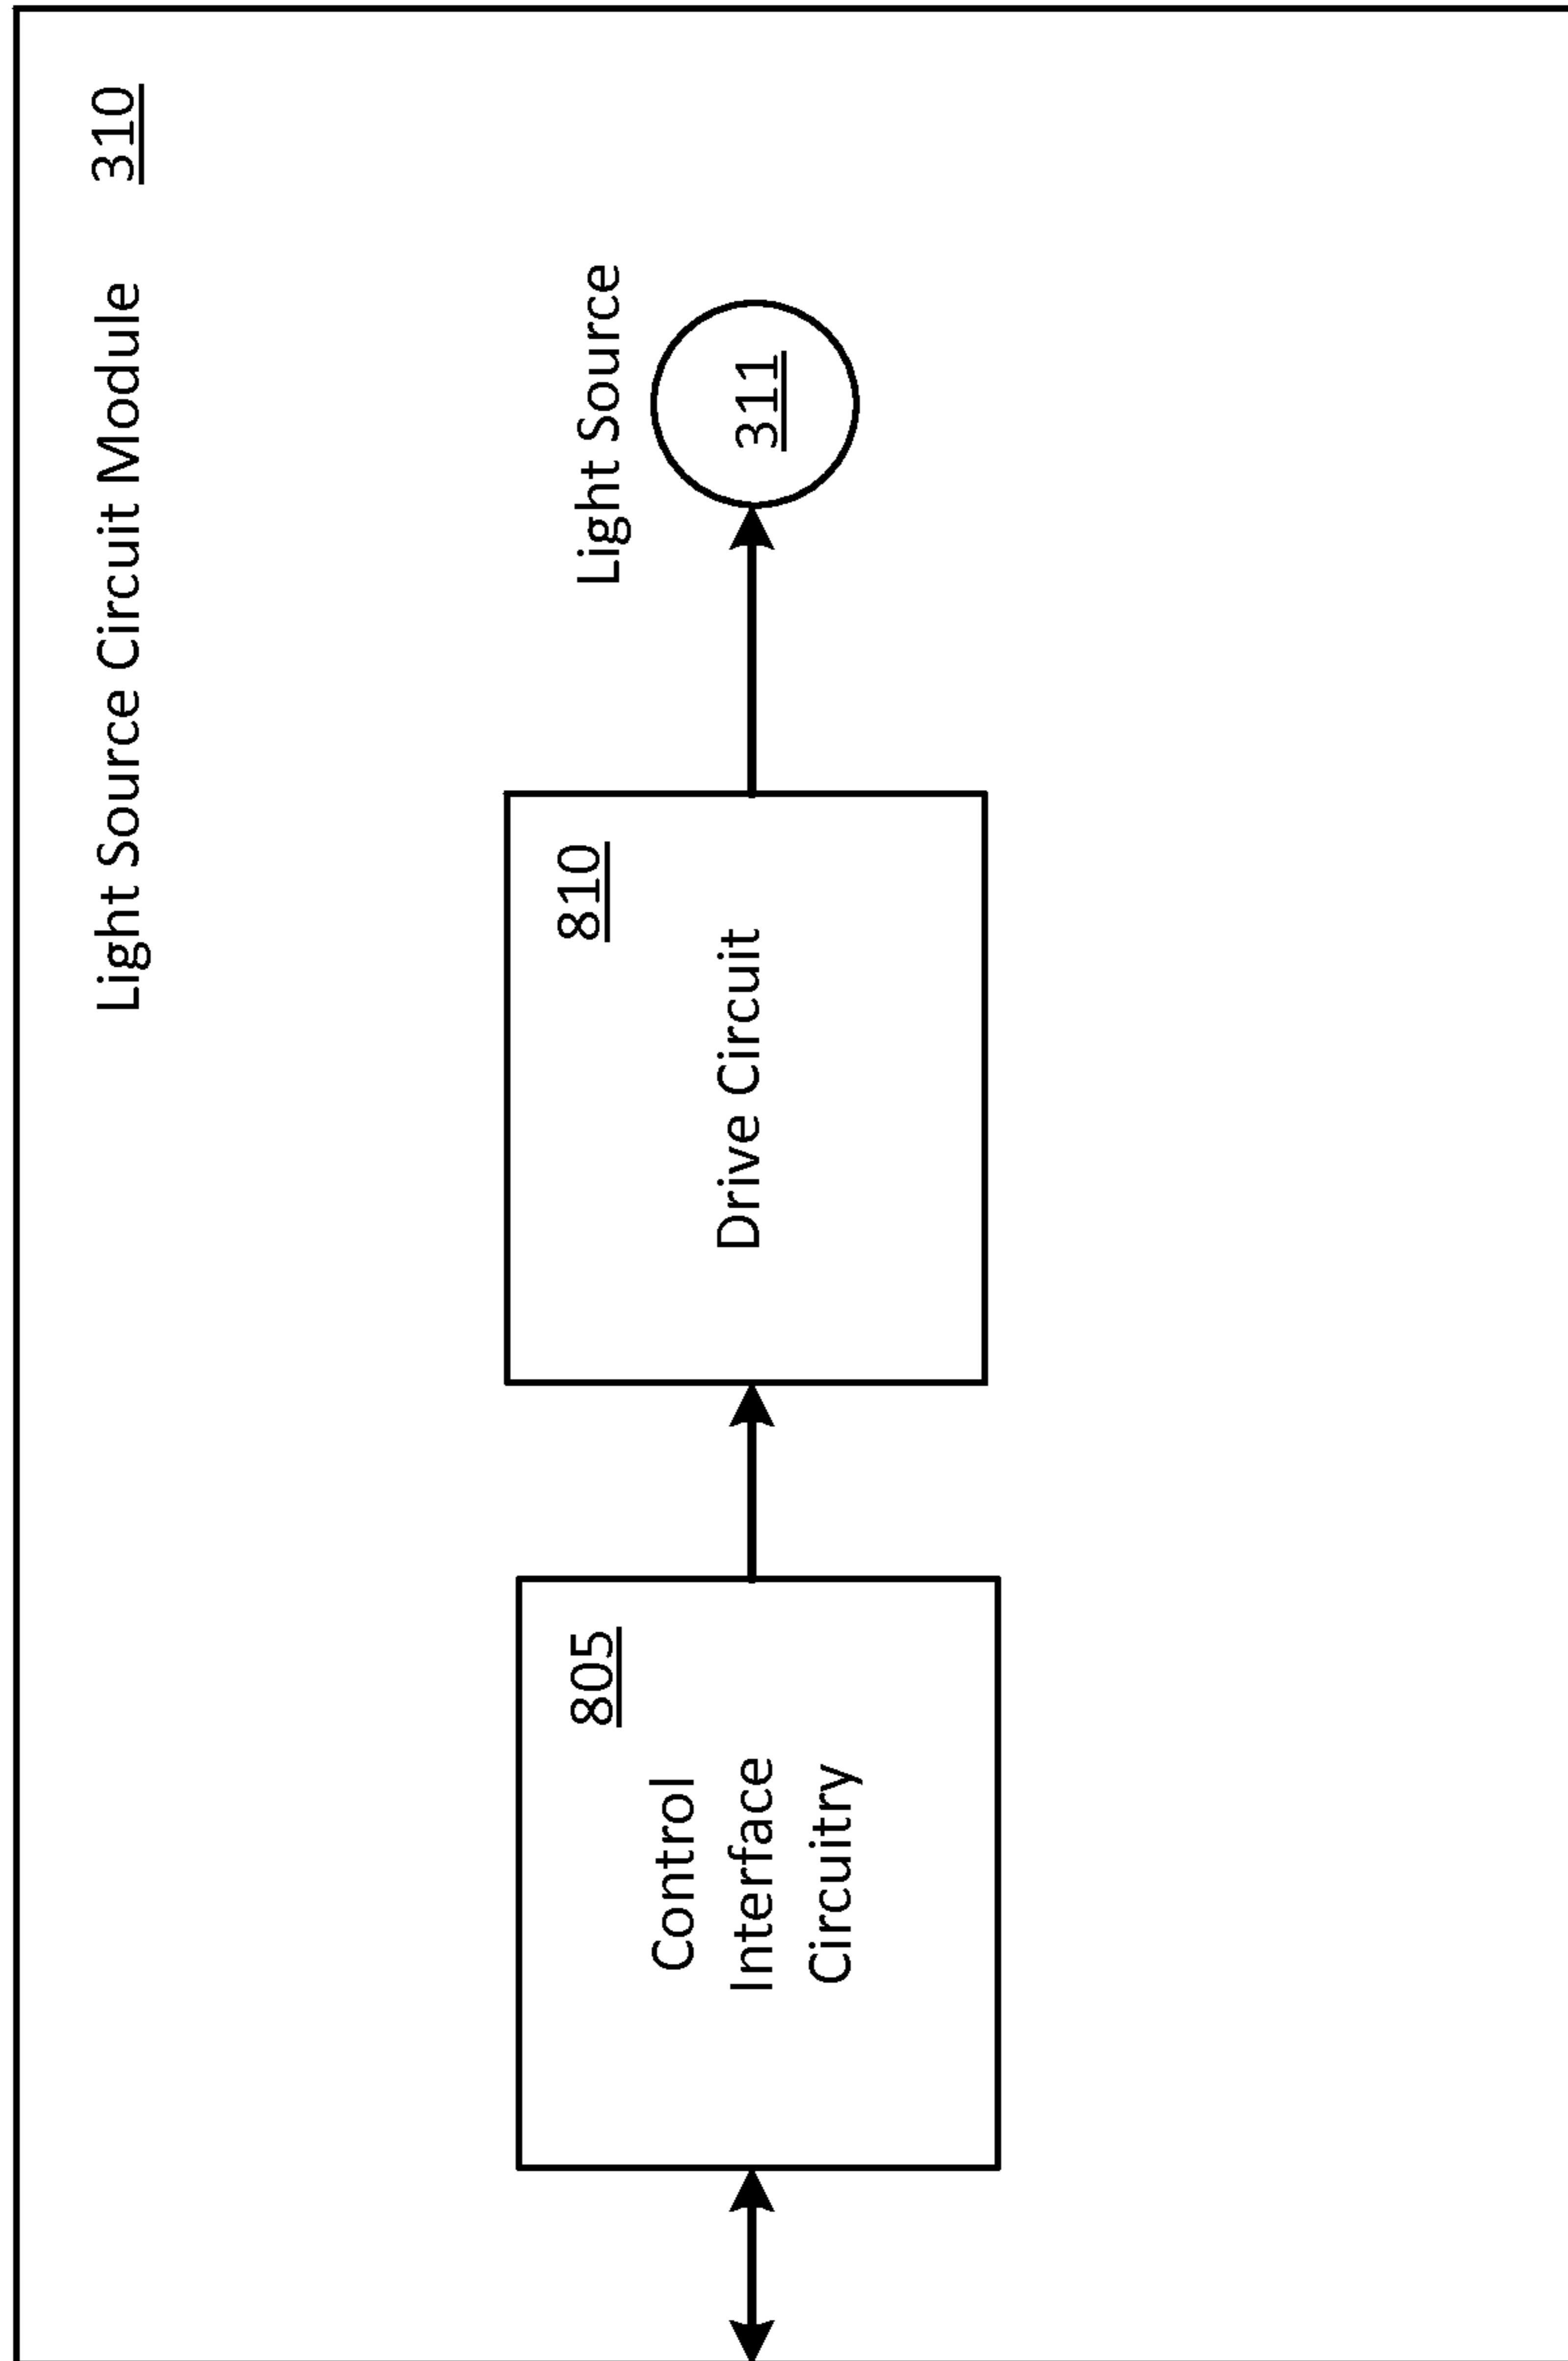 Light Source Circuit Module 310
Light Source
311
810
Drive Circuit
805
Control
Interface
Circuitry